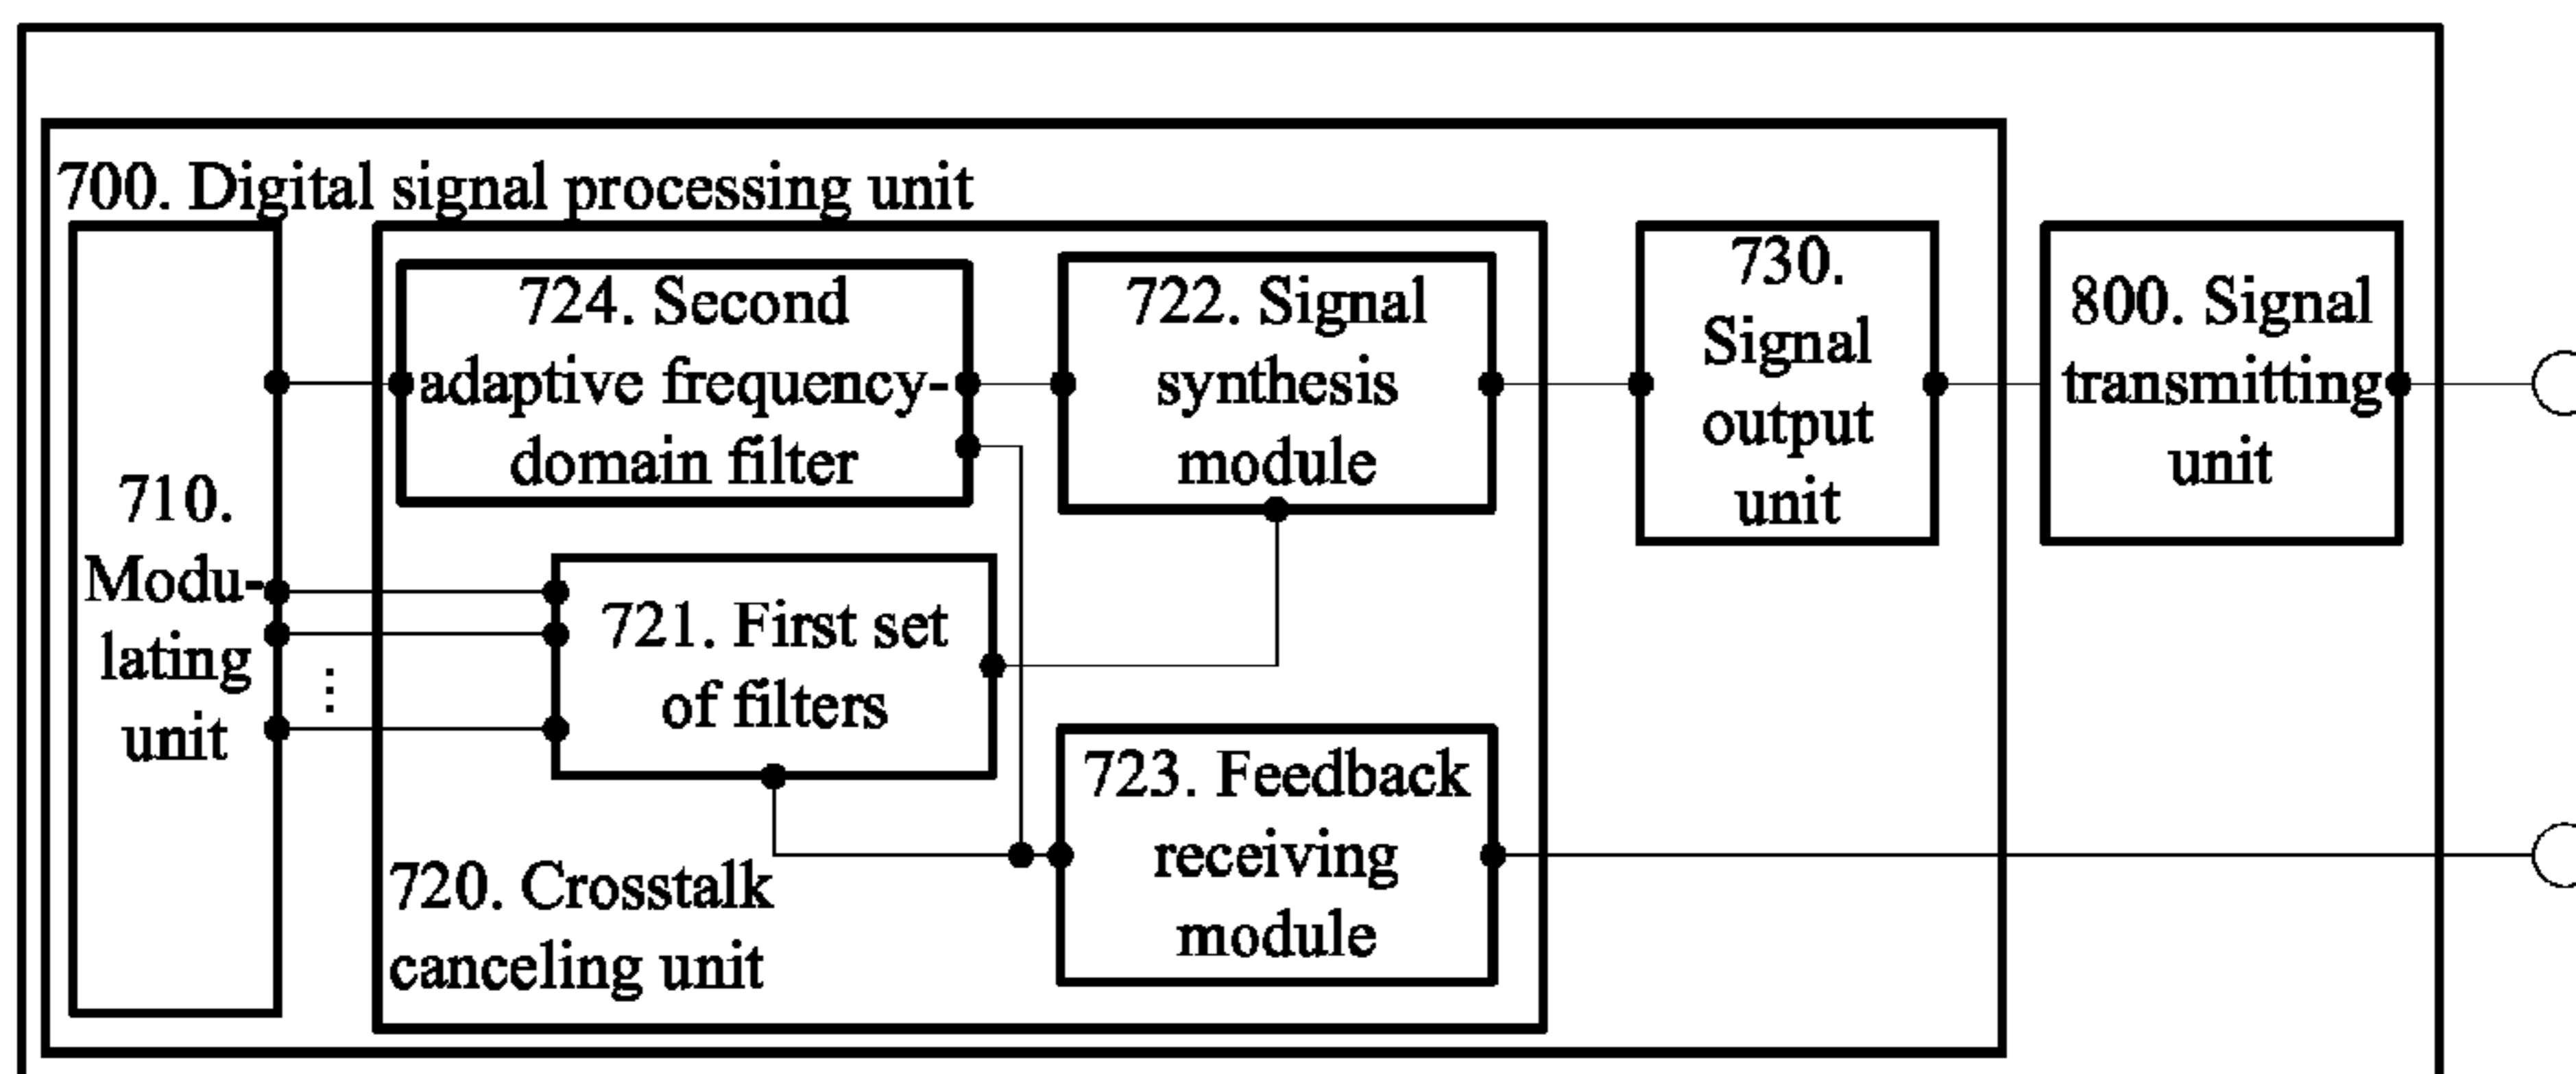 700. Digital signal processing unit
710.
Modu-
lating
unit
724. Second
adaptive frequency-
domain filter
722. Signal
synthesis
module
730.
Signal
output
unit
800. Signal
transmitting
unit
721. First set
of filters
723. Feedback
receiving
module
720. Crosstalk
canceling unit